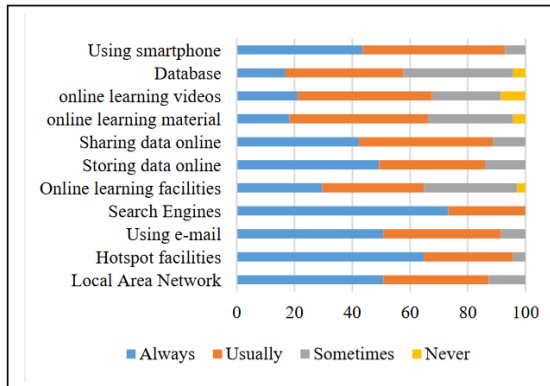 Using smartphone
Database
online learning videos
online learning material
Sharing data online
Storing data online
Online learning facilities
Search Engines
Using e-mail
Hotspot facilities
Local Area Network
0 20 40 60 80 100
Always Usually Sometimes Never